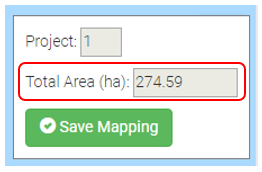 Project: 1
Total Area (ha): 274.59
Save Mapping